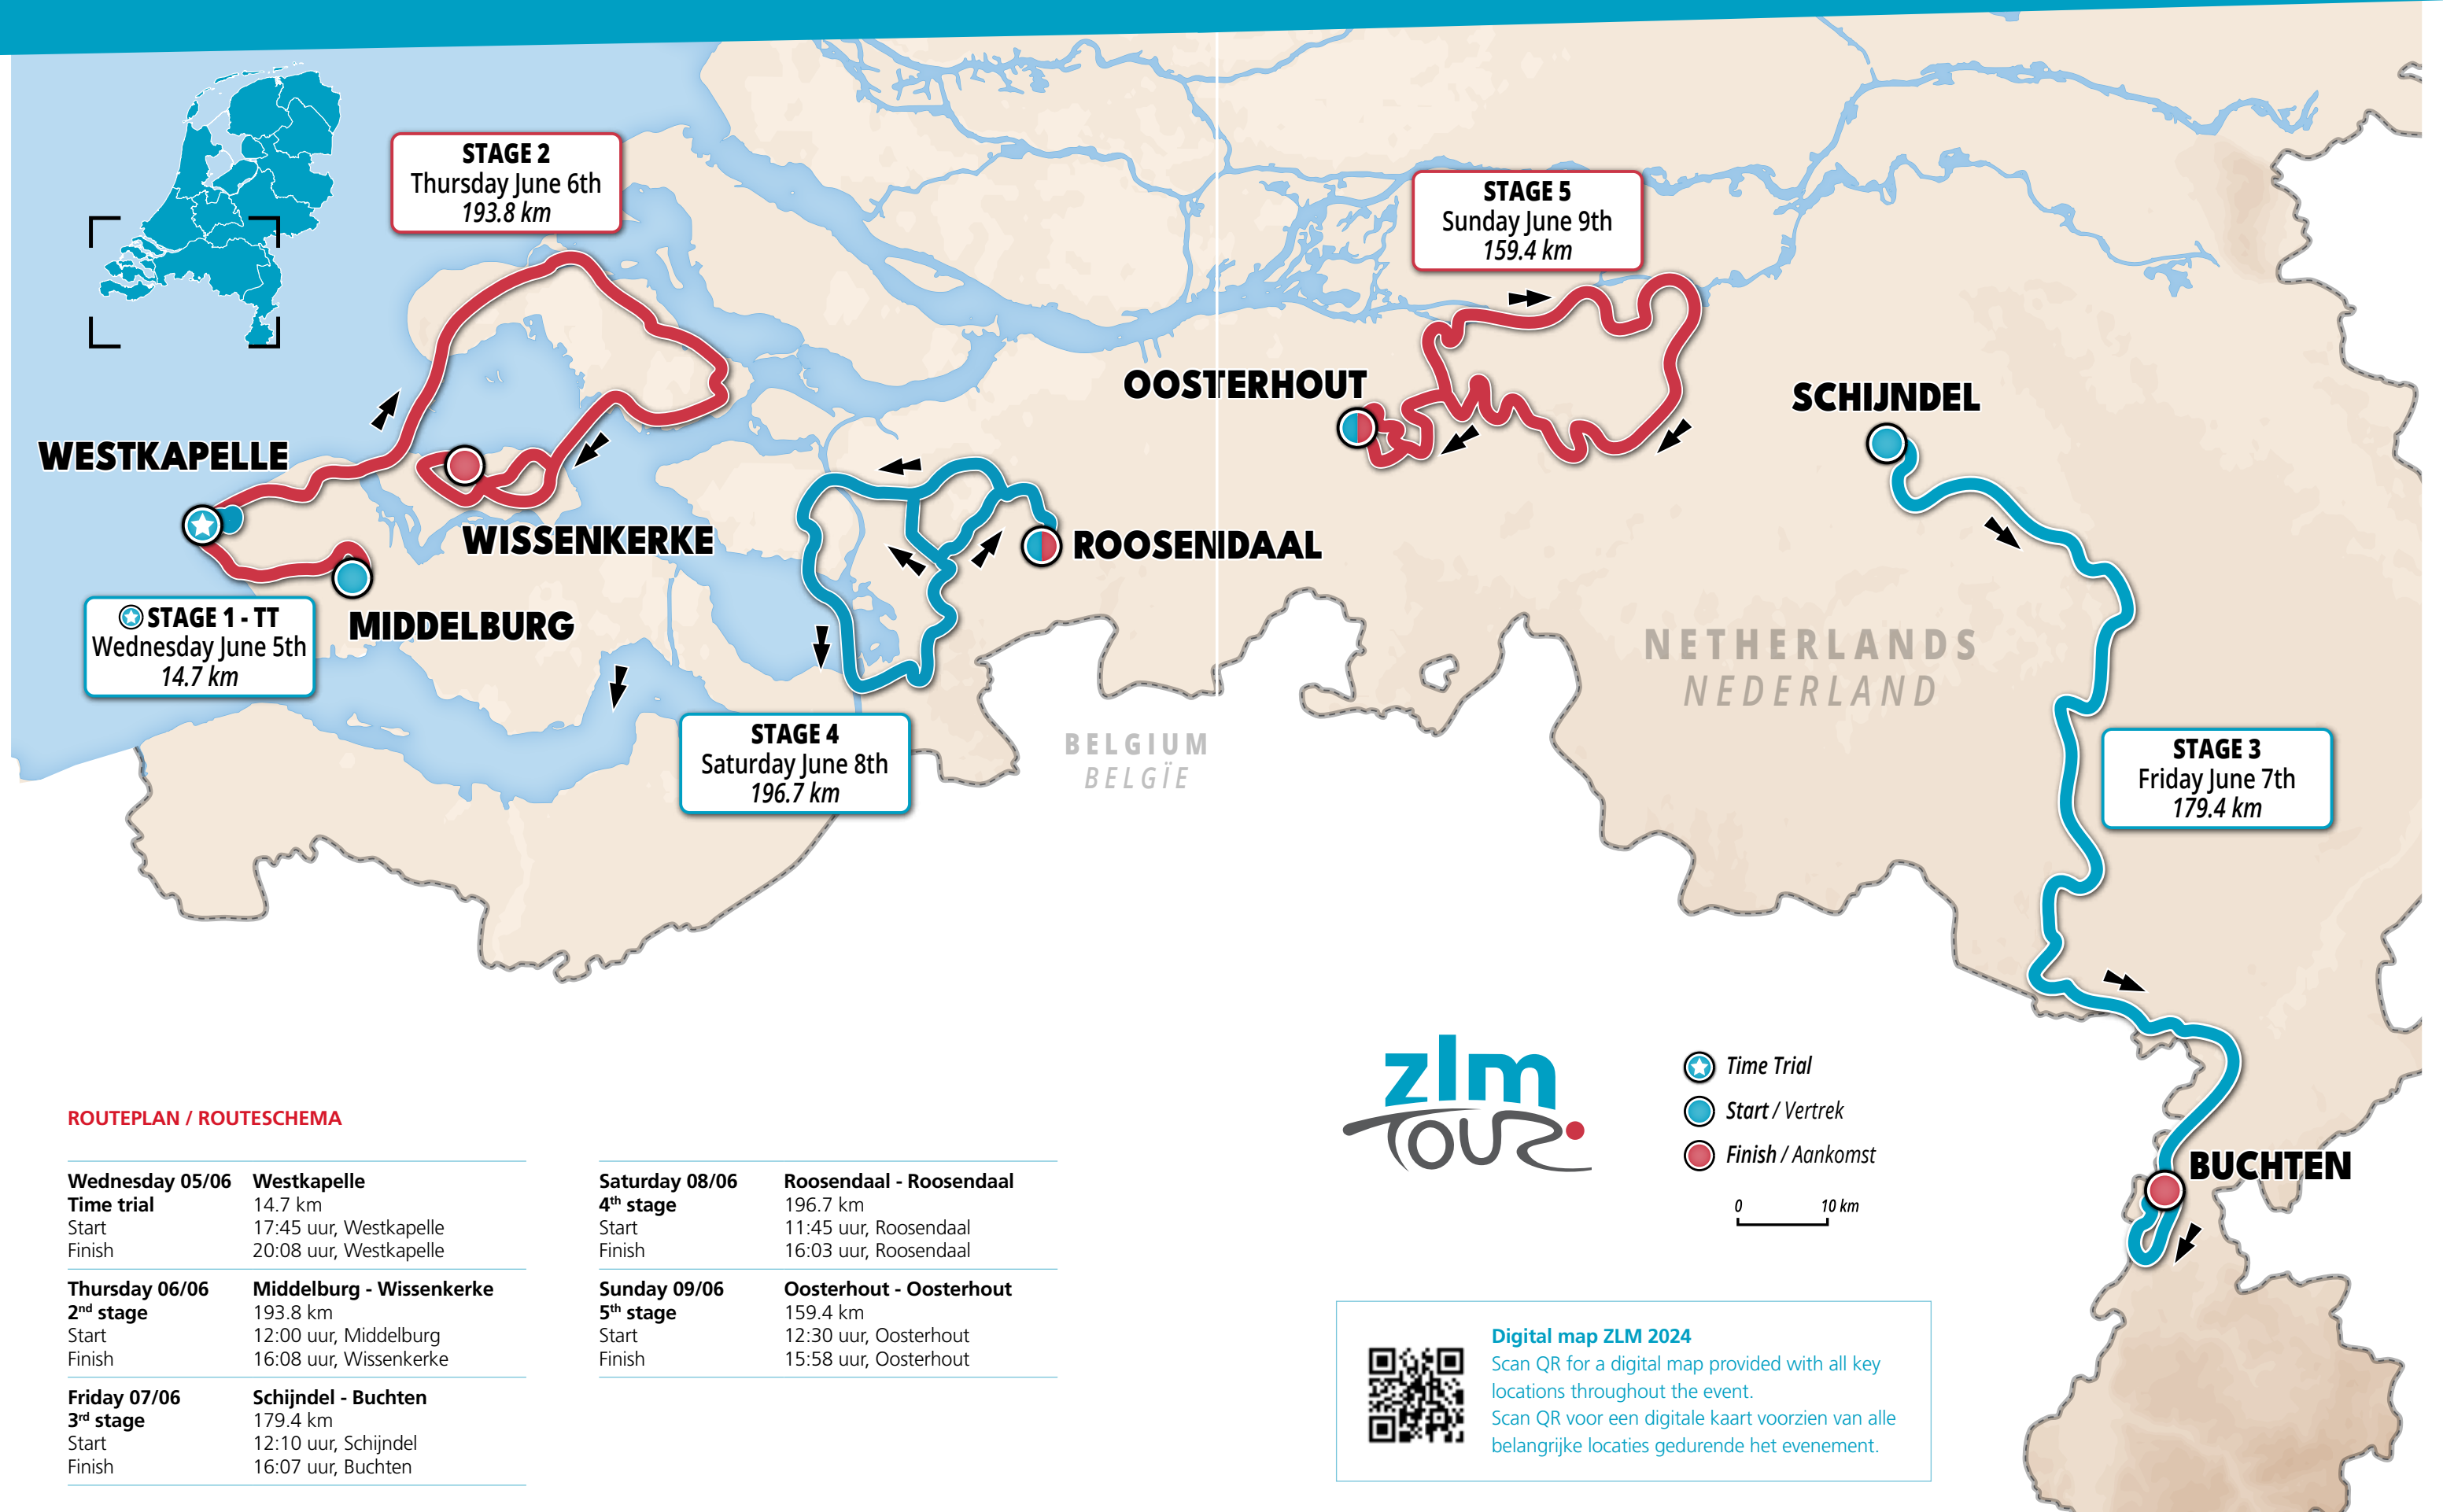 STAGE 2
Thursday June 6th
193.8 km
STAGE 5
Sunday June 9th
159.4 km
OOSTERHOUT
SCHIJNDEL
WESTKAPELLE
WISSENKERKE
ROOSENDAAL
MIDDELBURG
STAGE 1 - TT
Wednesday June 5th
14.7 km
NETHERLANDS
NEDERLAND
STAGE 4
Saturday June 8th
196.7 km
BELGIUM
BELGÏE
STAGE 3
Friday June 7th
179.4 km
BUCHTEN
zlm
TOUR
Time Trial
Start / Vertrek
Finish / Aankomst
0 10 km
ROUTEPLAN / ROUTESCHEMA
Wednesday 05/06 Westkapelle
Time trial 14.7 km
Start 17:45 uur, Westkapelle
Finish 20:08 uur, Westkapelle
Thursday 06/06 Middelburg - Wissenkerke
2nd stage 193.8 km
Start 12:00 uur, Middelburg
Finish 16:08 uur, Wissenkerke
Friday 07/06 Schijndel - Buchten
3rd stage 179.4 km
Start 12:10 uur, Schijndel
Finish 16:07 uur, Buchten
Saturday 08/06 Roosendaal - Roosendaal
4th stage 196.7 km
Start 11:45 uur, Roosendaal
Finish 16:03 uur, Roosendaal
Sunday 09/06 Oosterhout - Oosterhout
5th stage 159.4 km
Start 12:30 uur, Oosterhout
Finish 15:58 uur, Oosterhout
Digital map ZLM 2024
Scan QR for a digital map provided with all key
locations throughout the event.
Scan QR voor een digitale kaart voorzien van alle
belangrijke locaties gedurende het evenement.